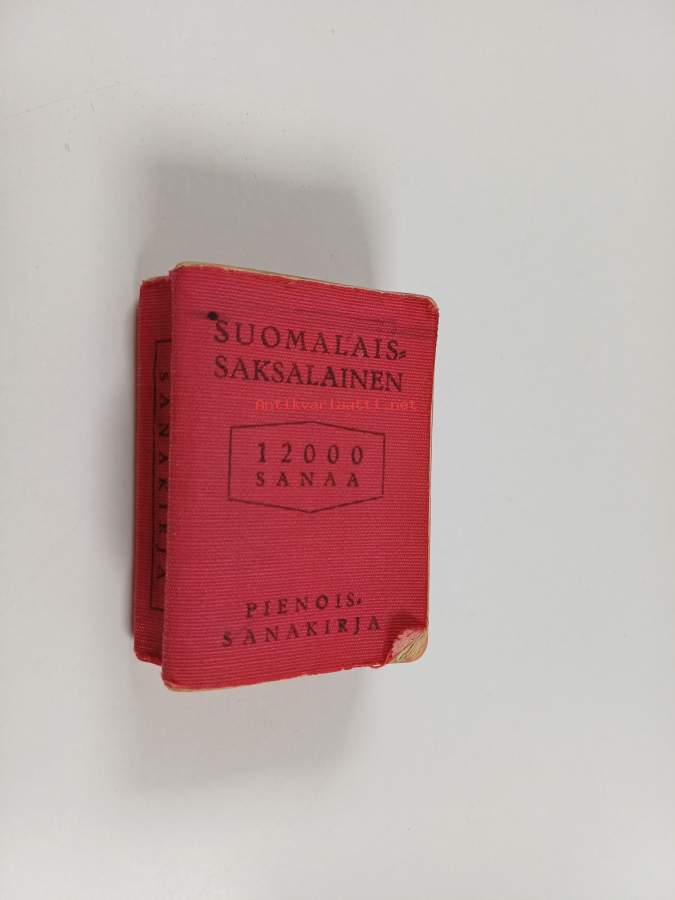 SUOMALAIS=
SAKSALAINEN
Antikvariaatti.net
12000
SANAA
PIENOIS=
SANAKIRJA
SANAKIRJA